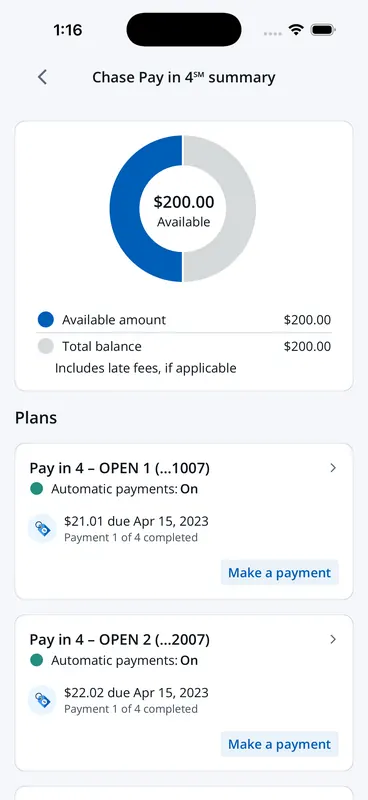 1:16
Chase Pay in 4℠ summary
$200.00
Available
Available amount $200.00
Total balance $200.00
Includes late fees, if applicable
Plans
Pay in 4 – OPEN 1 (...1007)
Automatic payments: On
$21.01 due Apr 15, 2023
Payment 1 of 4 completed
Make a payment
Pay in 4 – OPEN 2 (...2007)
Automatic payments: On
$22.02 due Apr 15, 2023
Payment 1 of 4 completed
Make a payment